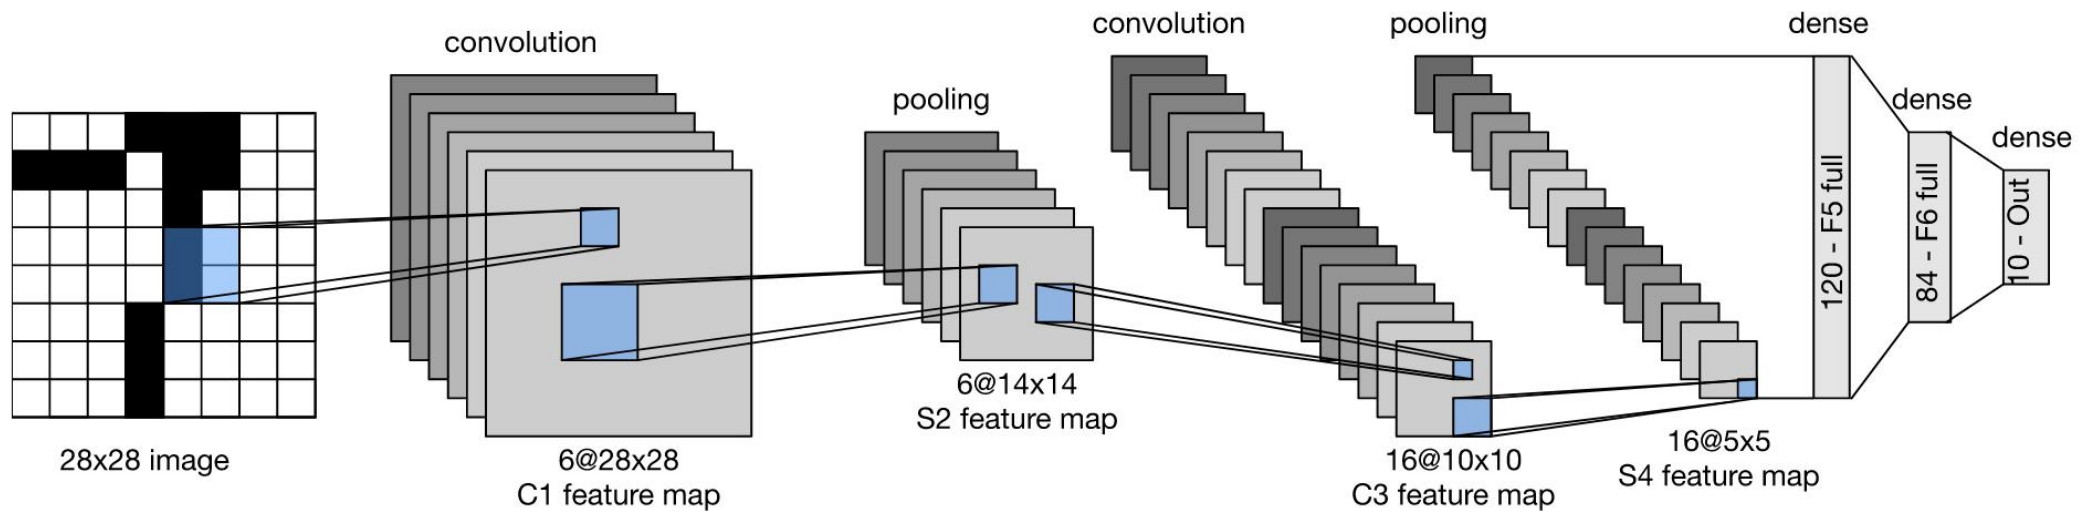 convolution
pooling
convolution
pooling
dense
dense
dense
28x28 image
6@28x28
C1 feature map
6@14x14
S2 feature map
16@10x10
C3 feature map
16@5x5
S4 feature map
120 - F5 full
84 - F6 full
10 - Out